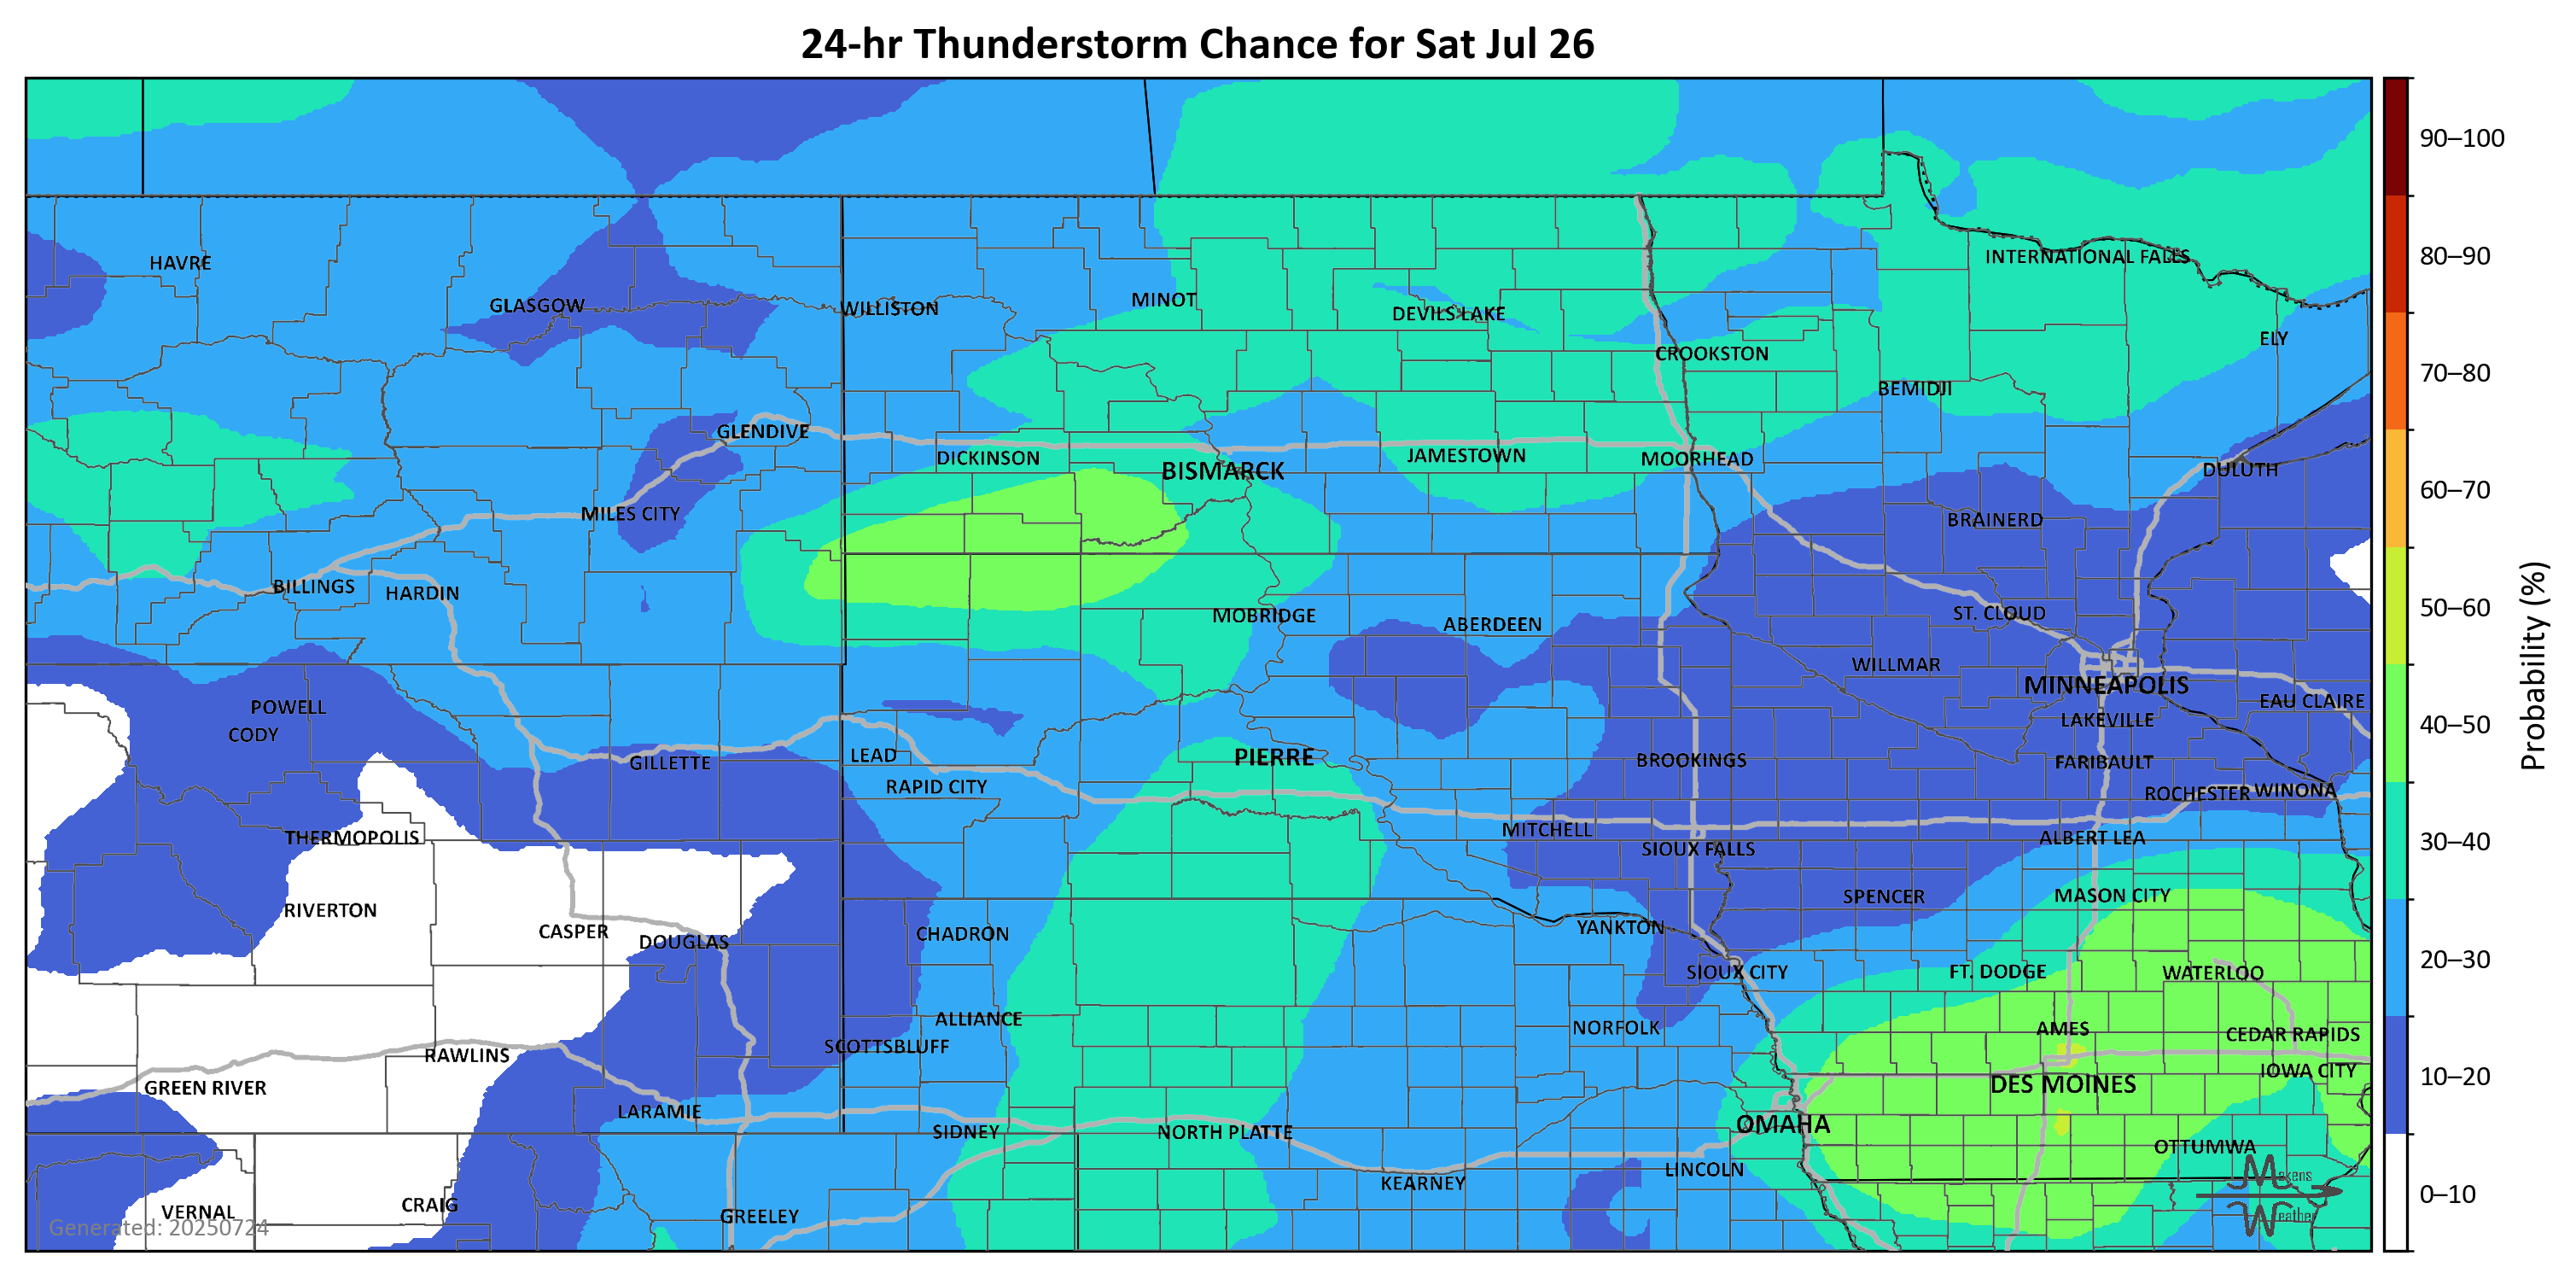 24-hr Thunderstorm Chance for Sat Jul 26
90–100
INTERNATIONAL FALLS
HAVRE
80–90
MINOT
GLASGOW
WILLISTON
DEVILS LAKE
ELY
CROOKSTON
70–80
BEMIDJI
GLENDIVE
DICKINSON
JAMESTOWN
MOORHEAD
BISMARCK
DULUTH
60–70
MILES CITY
BRAINERD
BILLINGS
HARDIN
50–60
ST. CLOUD
MOBRIDGE
ABERDEEN
WILLMAR
Probability (%)
MINNEAPOLIS
EAU CLAIRE
POWELL
LAKEVILLE
40–50
CODY
LEAD
PIERRE
BROOKINGS
GILLETTE
FARIBAULT
RAPID CITY
ROCHESTER
WINONA
MITCHELL
THERMOPOLIS
ALBERT LEA
30–40
SIOUX FALLS
SPENCER
MASON CITY
RIVERTON
YANKTON
CASPER
CHADRON
DOUGLAS
20–30
SIOUX CITY
FT. DODGE
WATERLOO
ALLIANCE
NORFOLK
AMES
CEDAR RAPIDS
SCOTTSBLUFF
RAWLINS
IOWA CITY
10–20
GREEN RIVER
DES MOINES
LARAMIE
OMAHA
SIDNEY
NORTH PLATTE
OTTUMWA
LINCOLN
Makens
KEARNEY
0–10
CRAIG
VERNAL
GREELEY
Weather
Generated: 20250724